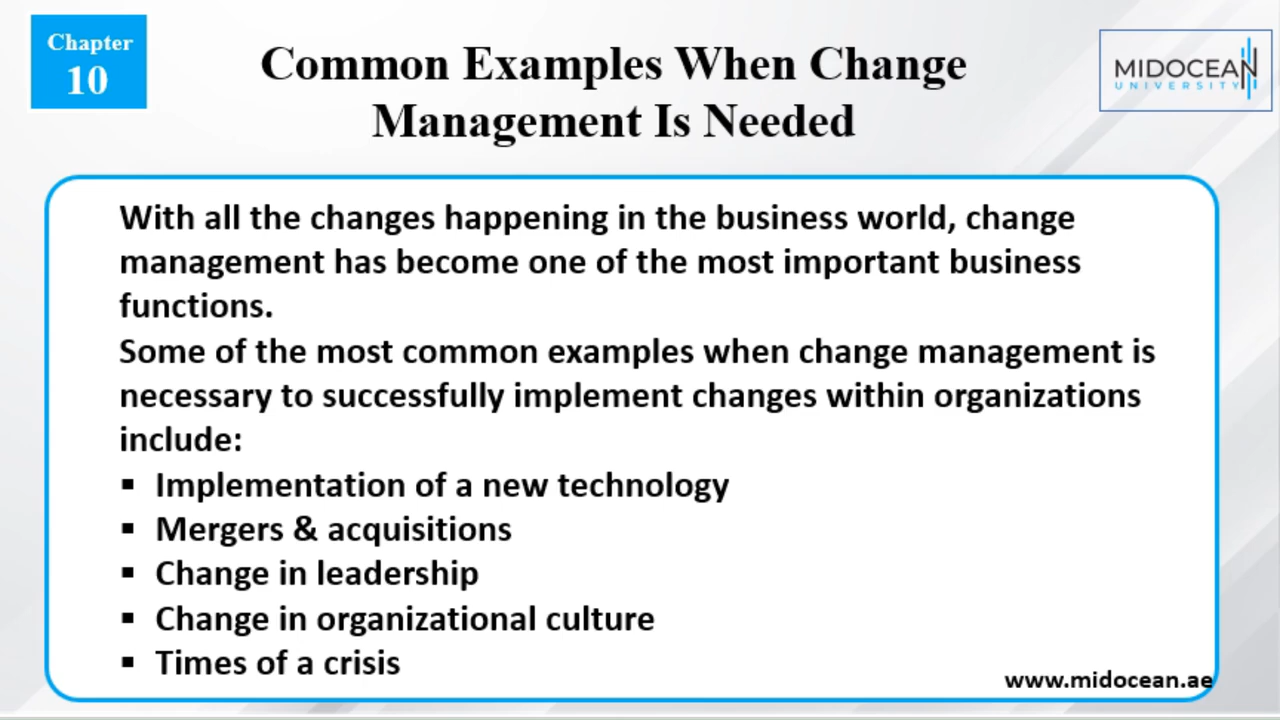 Chapter
10
Common Examples When Change
Management Is Needed
MIDOCEAN
UNIVERSITY
With all the changes happening in the business world, change
management has become one of the most important business
functions.
Some of the most common examples when change management is
necessary to successfully implement changes within organizations
include:
▪ Implementation of a new technology
▪ Mergers & acquisitions
▪ Change in leadership
▪ Change in organizational culture
▪ Times of a crisis
www.midocean.ae